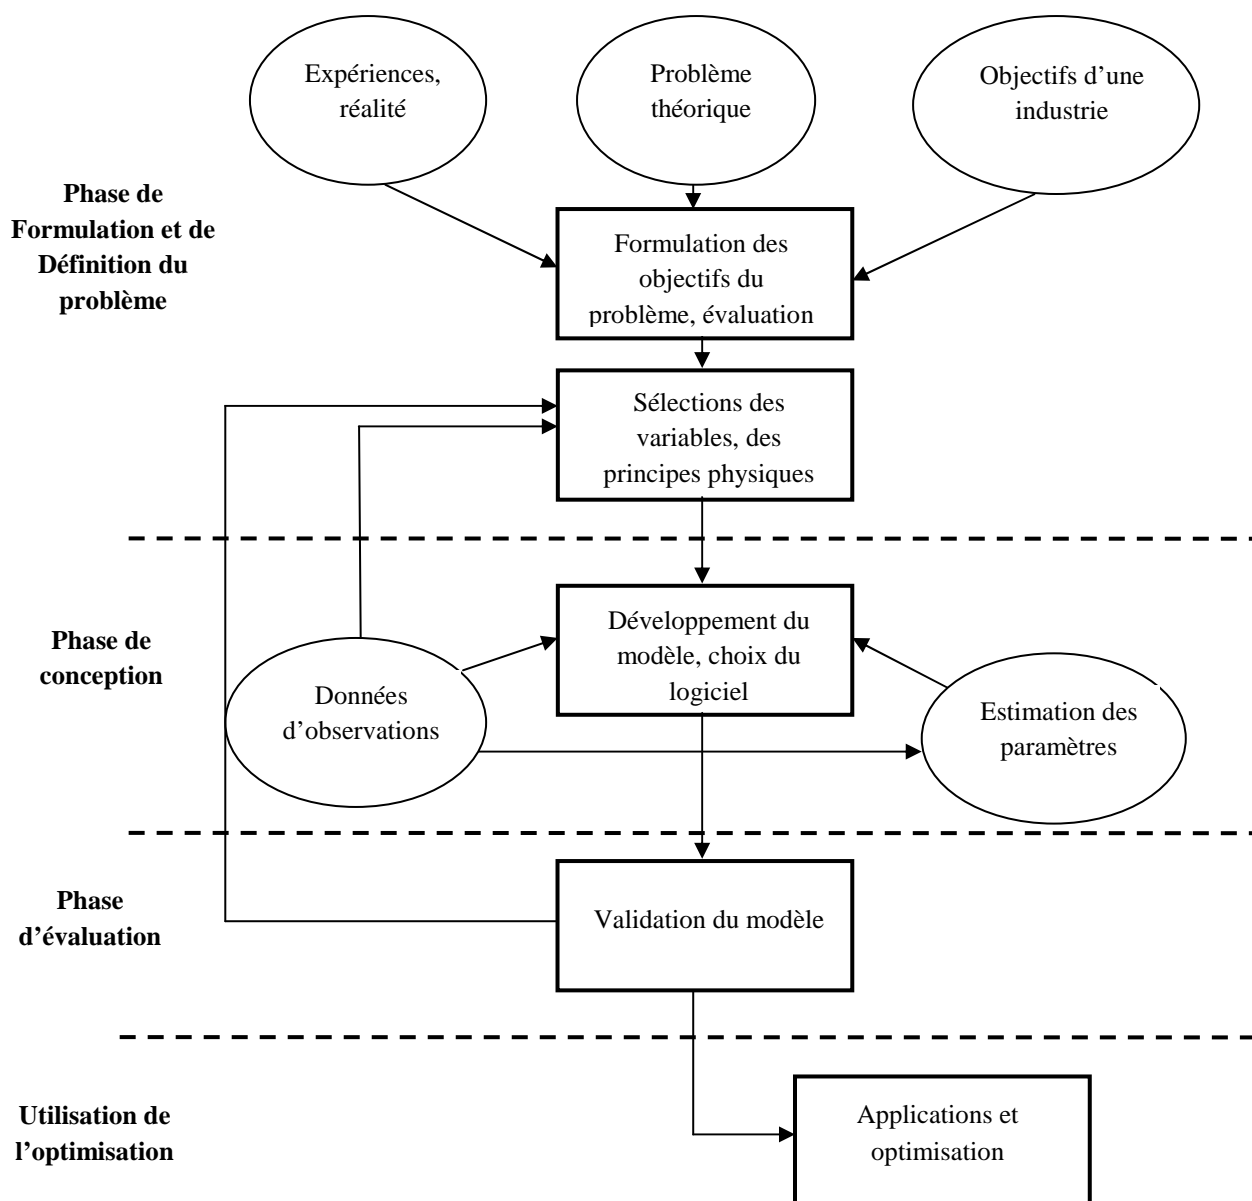 Expériences,
réalité
Problème
théorique
Objectifs d’une
industrie
Phase de
Formulation et de
Définition du
problème
Formulation des
objectifs du
problème, évaluation
Sélections des
variables, des
principes physiques
Phase de
conception
Développement du
modèle, choix du
logiciel
Données
d’observations
Estimation des
paramètres
Phase
d’évaluation
Validation du modèle
Utilisation de
l’optimisation
Applications et
optimisation